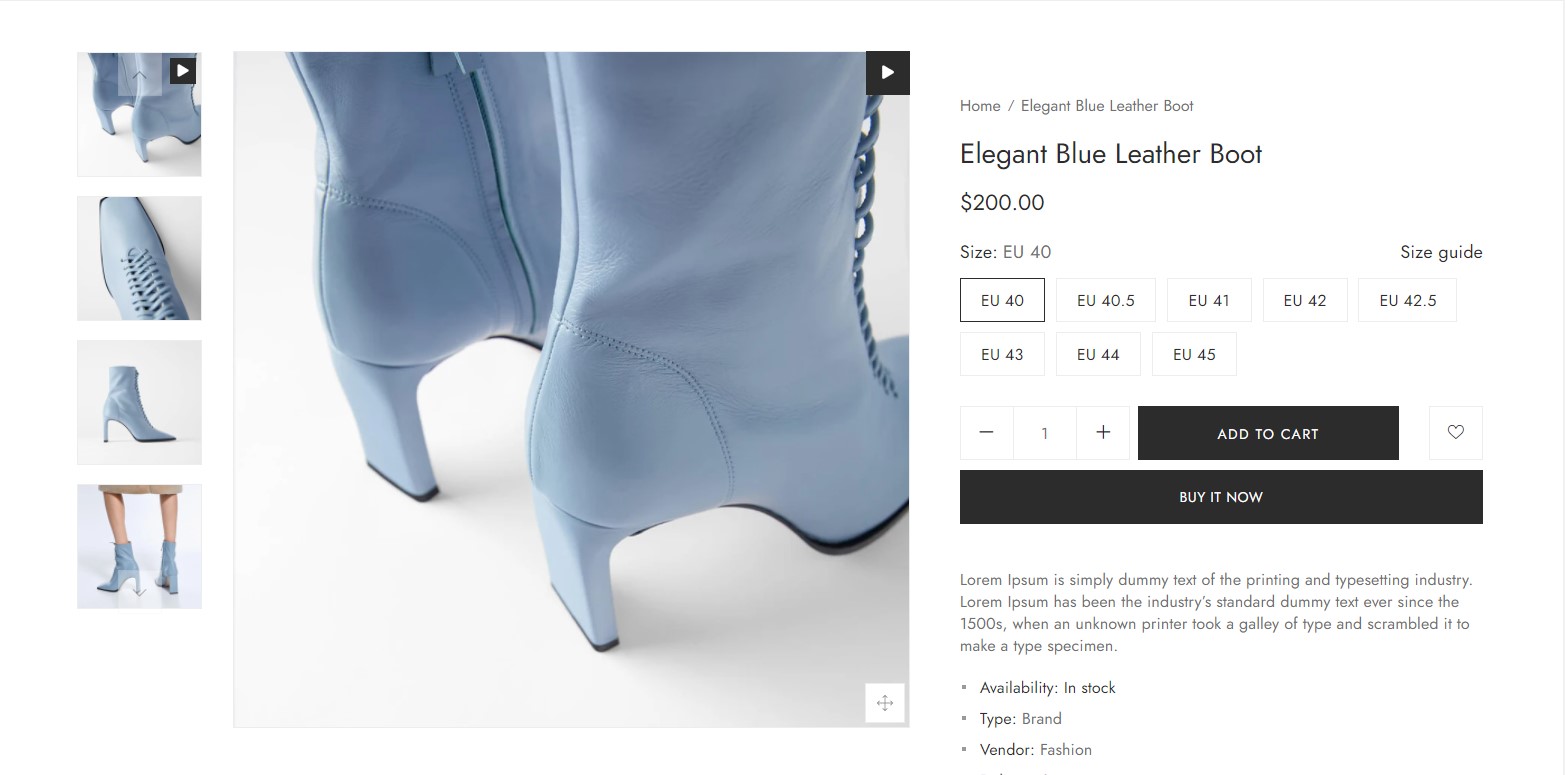 Home / Elegant Blue Leather Boot
Elegant Blue Leather Boot
$200.00
Size: EU 40
Size guide
EU 40
EU 40.5
EU 41
EU 42
EU 42.5
EU 43
EU 44
EU 45
1
ADD TO CART
BUY IT NOW
Lorem Ipsum is simply dummy text of the printing and typesetting industry.
Lorem Ipsum has been the industry's standard dummy text ever since the
1500s, when an unknown printer took a galley of type and scrambled it to
make a type specimen.
Availability: In stock
Type: Brand
Vendor: Fashion